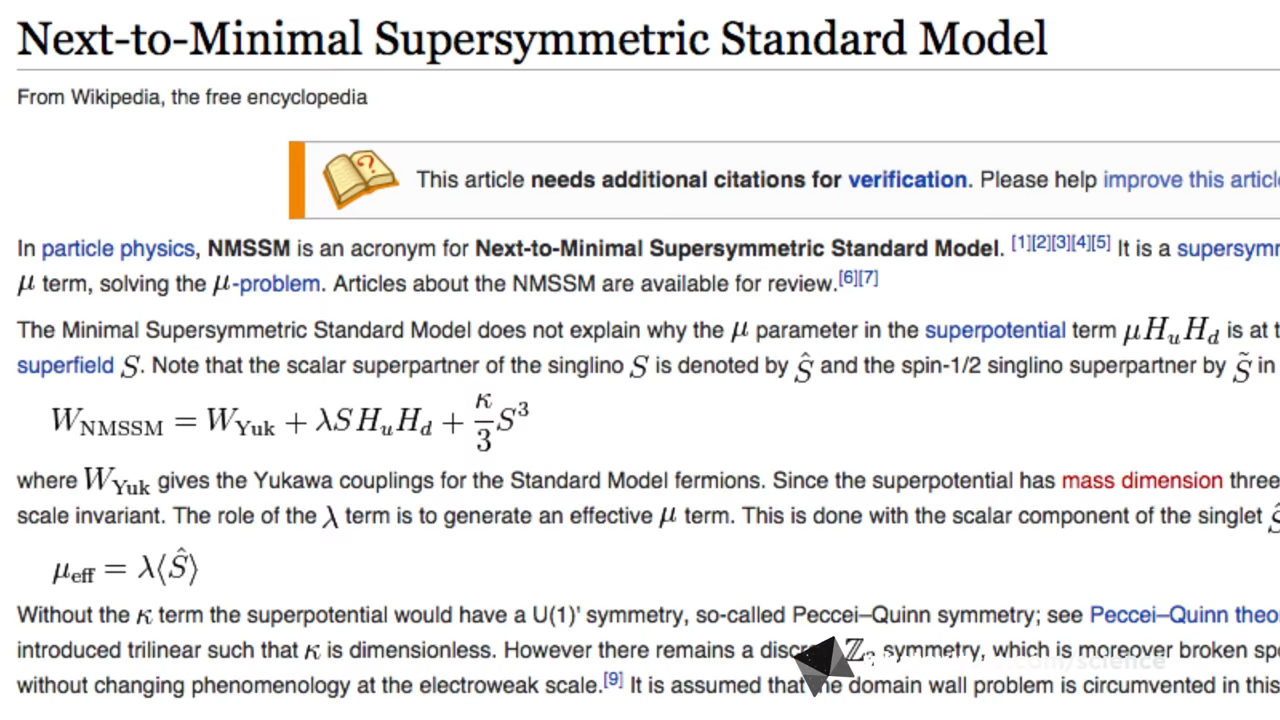 Next-to-Minimal Supersymmetric Standard Model
From Wikipedia, the free encyclopedia
This article needs additional citations for verification. Please help improve this article
In particle physics, NMSSM is an acronym for Next-to-Minimal Supersymmetric Standard Model. [1][2][3][4][5] It is a supersymm
μ term, solving the μ-problem. Articles about the NMSSM are available for review.[6][7]
The Minimal Supersymmetric Standard Model does not explain why the μ parameter in the superpotential term μH_uH_d is at t
superfield S. Note that the scalar superpartner of the singlino S is denoted by Ŝ and the spin-1/2 singlino superpartner by S̃ in
W_NMSSM = W_Yuk + λSH_uH_d + κ/3 S³
where W_Yuk gives the Yukawa couplings for the Standard Model fermions. Since the superpotential has mass dimension three
scale invariant. The role of the λ term is to generate an effective μ term. This is done with the scalar component of the singlet Ŝ
μ_eff = λ⟨Ŝ⟩
Without the κ term the superpotential would have a U(1)' symmetry, so-called Peccei–Quinn symmetry; see Peccei–Quinn theo
introduced trilinear such that κ is dimensionless. However there remains a ℤ symmetry, which is moreover broken sp
without changing phenomenology at the electroweak scale.[9] It is assumed that domain wall problem is circumvented in this
.com/science